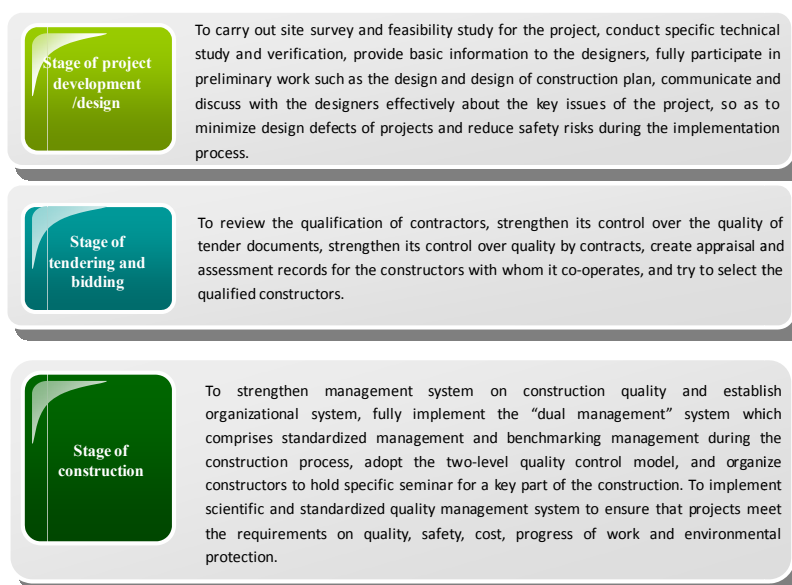 Stage of project
development
/design
To carry out site survey and feasibility study for the project, conduct specific technical
study and verification, provide basic information to the designers, fully participate in
preliminary work such as the design and design of construction plan, communicate and
discuss with the designers effectively about the key issues of the project, so as to
minimize design defects of projects and reduce safety risks during the implementation
process.
Stage of
tendering and
bidding
To review the qualification of contractors, strengthen its control over the quality of
tender documents, strengthen its control over quality by contracts, create appraisal and
assessment records for the constructors with whom it co-operates, and try to select the
qualified constructors.
Stage of
construction
To strengthen management system on construction quality and establish
organizational system, fully implement the “dual management” system which
comprises standardized management and benchmarking management during the
construction process, adopt the two-level quality control model, and organize
constructors to hold specific seminar for a key part of the construction. To implement
scientific and standardized quality management system to ensure that projects meet
the requirements on quality, safety, cost, progress of work and environmental
protection.